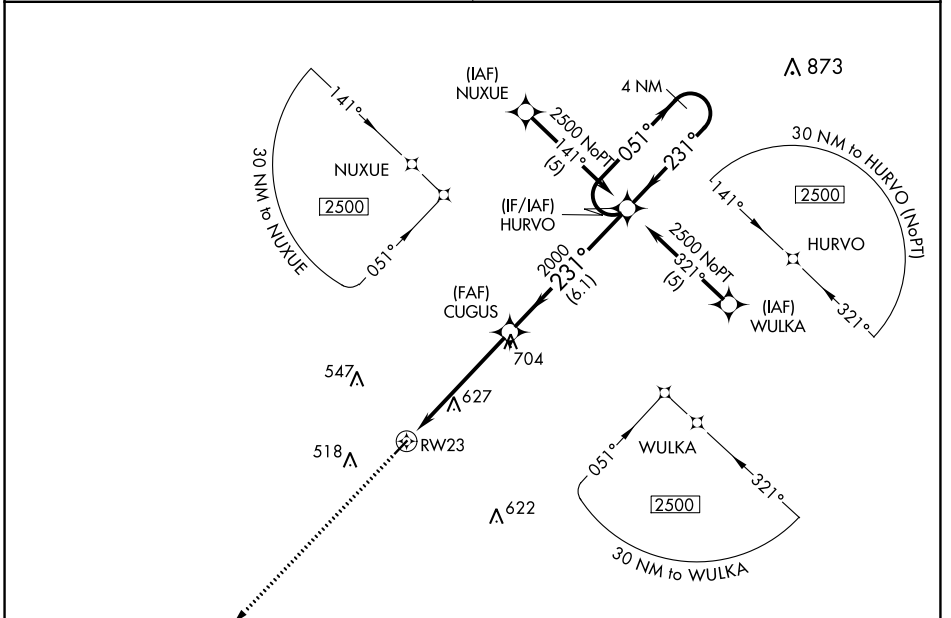 (IAF)
NUXUE
4 NM
873
141°
NUXUE
30 NM to NUXUE
2500
051°
2500 NoPT
141°
(5)
051°
231°
30 NM to HURVO (NoPT)
2500
141°
HURVO
321°
(IF/IAF)
HURVO
2500 NoPT
321°
(5)
(IAF)
WULKA
2000
231°
(6.1)
(FAF)
CUGUS
704
547
627
RW23
518
622
WULKA
051°
321°
2500
30 NM to WULKA